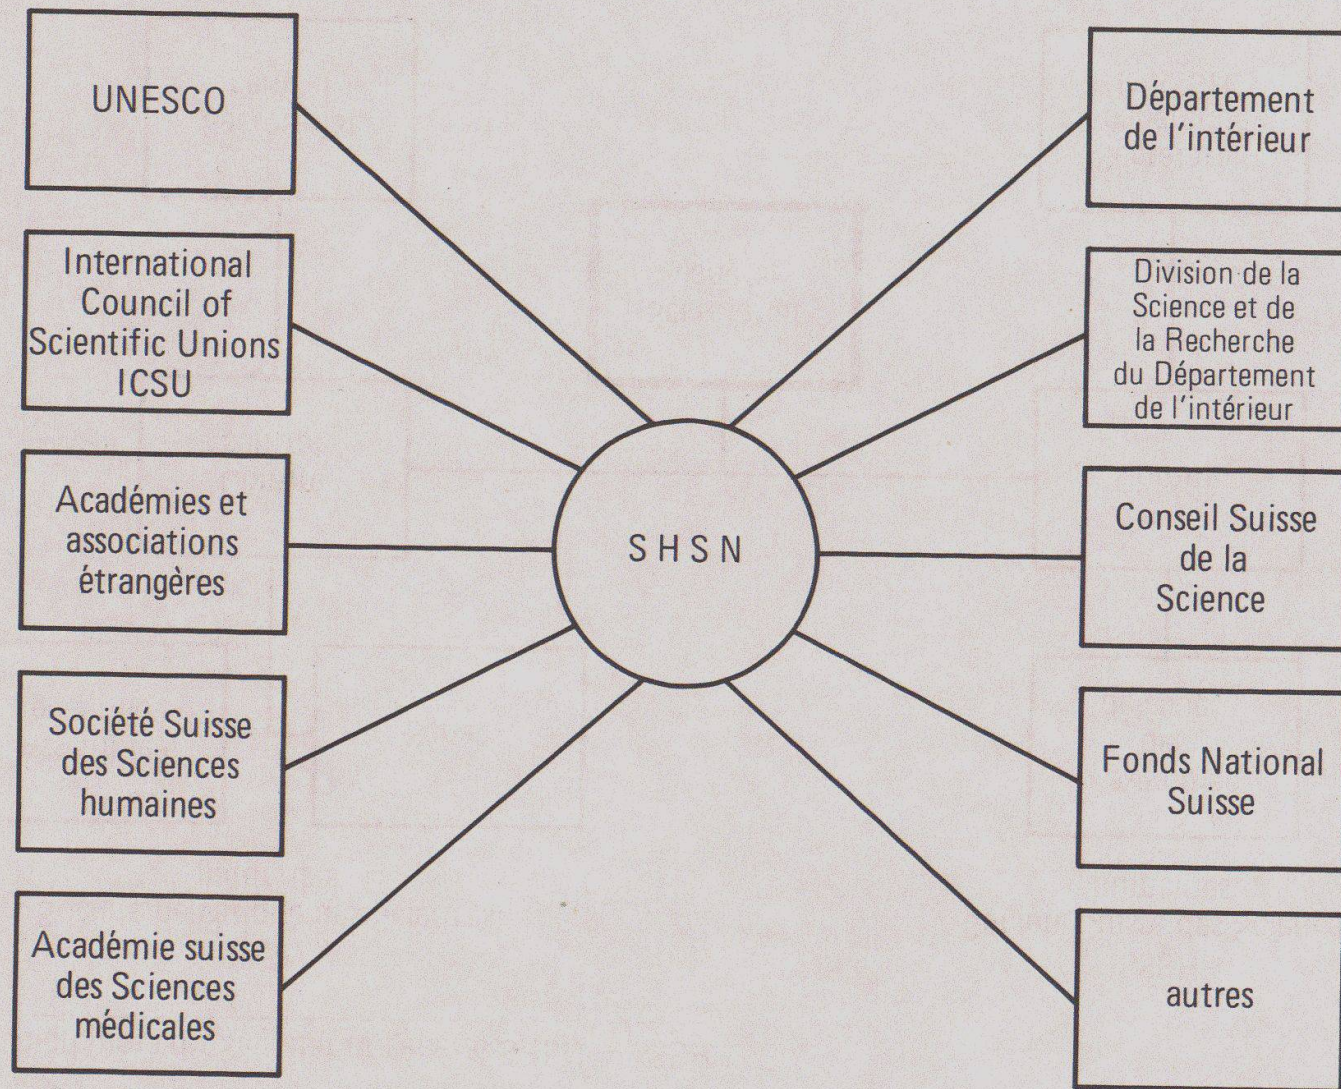 UNESCO
International
Council of
Scientific Unions
ICSU
Académies et
associations
étrangères
Société Suisse
des Sciences
humaines
Académie suisse
des Sciences
médicales
S H S N
Département
de l'intérieur
Division de la
Science et de
la Recherche
du Département
de l'intérieur
Conseil Suisse
de la
Science
Fonds National
Suisse
autres